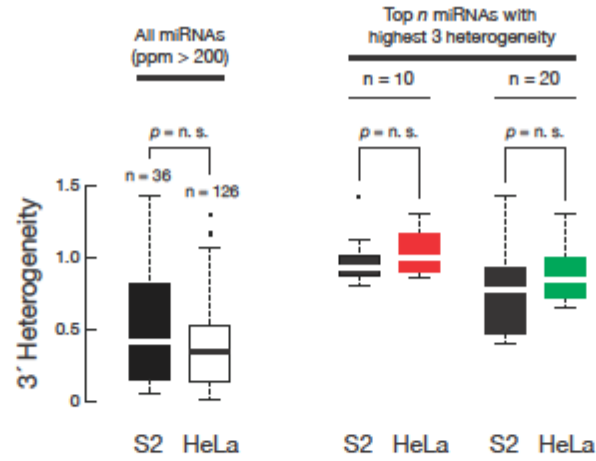 All miRNAs
(ppm > 200)
Top n miRNAs with
highest 3 heterogeneity
n = 10
n = 20
p = n. s.
p = n. s.
p = n. s.
n = 36
n = 126
3´ Heterogeneity
1.5
1.0
0.5
0
S2 HeLa
S2 HeLa S2 HeLa